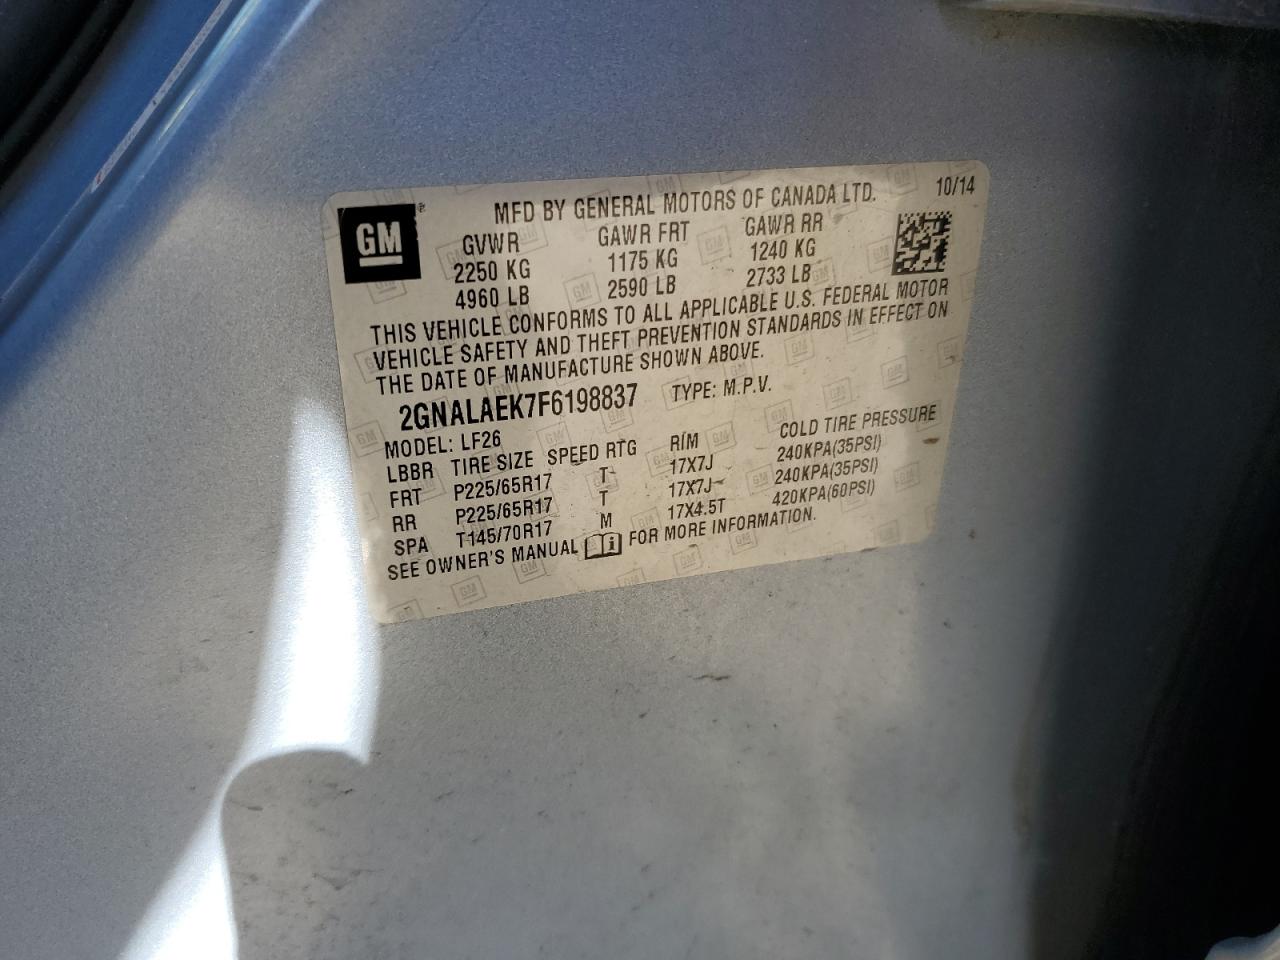 MFD BY GENERAL MOTORS OF CANADA LTD. 10/14
GM®
GVWR GAWR FRT GAWR RR
2250 KG 1175 KG 1240 KG
4960 LB 2590 LB 2733 LB
THIS VEHICLE CONFORMS TO ALL APPLICABLE U.S. FEDERAL MOTOR
VEHICLE SAFETY AND THEFT PREVENTION STANDARDS IN EFFECT ON
THE DATE OF MANUFACTURE SHOWN ABOVE.
2GNALAEK7F6198837 TYPE: M.P.V.
MODEL: LF26
LBBR TIRE SIZE SPEED RTG RIM COLD TIRE PRESSURE
FRT P225/65R17 T 17X7J 240KPA(35PSI)
RR P225/65R17 T 17X7J 240KPA(35PSI)
SPA T145/70R17 M 17X4.5T 420KPA(60PSI)
SEE OWNER'S MANUAL i FOR MORE INFORMATION.